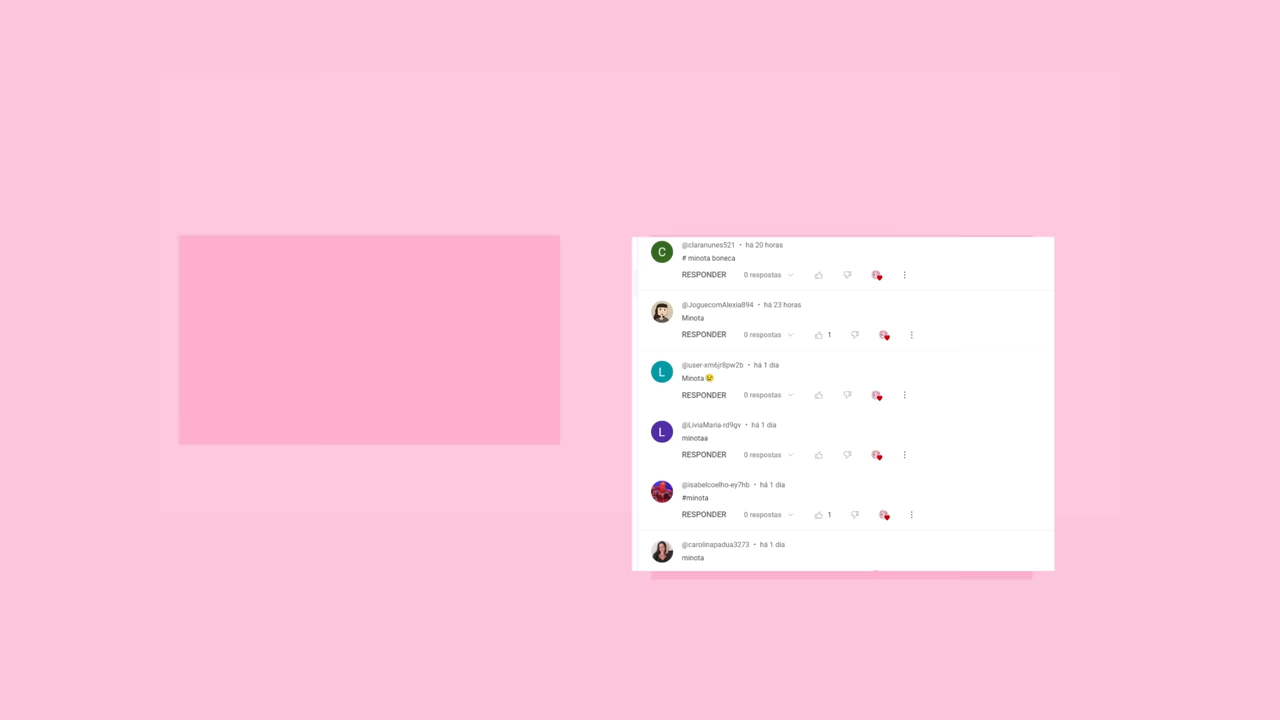 @claranunes521 • há 20 horas
# minota boneca
RESPONDER 0 respostas
@JoguecomAlexia894 • há 23 horas
Minota
RESPONDER 0 respostas 1
@user-xm6jr8pw2b • há 1 dia
Minota😢
RESPONDER 0 respostas
@LiviaMaria-rd9gv • há 1 dia
minotaa
RESPONDER 0 respostas
@isabelcoelho-ey7hb • há 1 dia
#minota
RESPONDER 0 respostas 1
@carolinapadua3273 • há 1 dia
minota
C
L
L